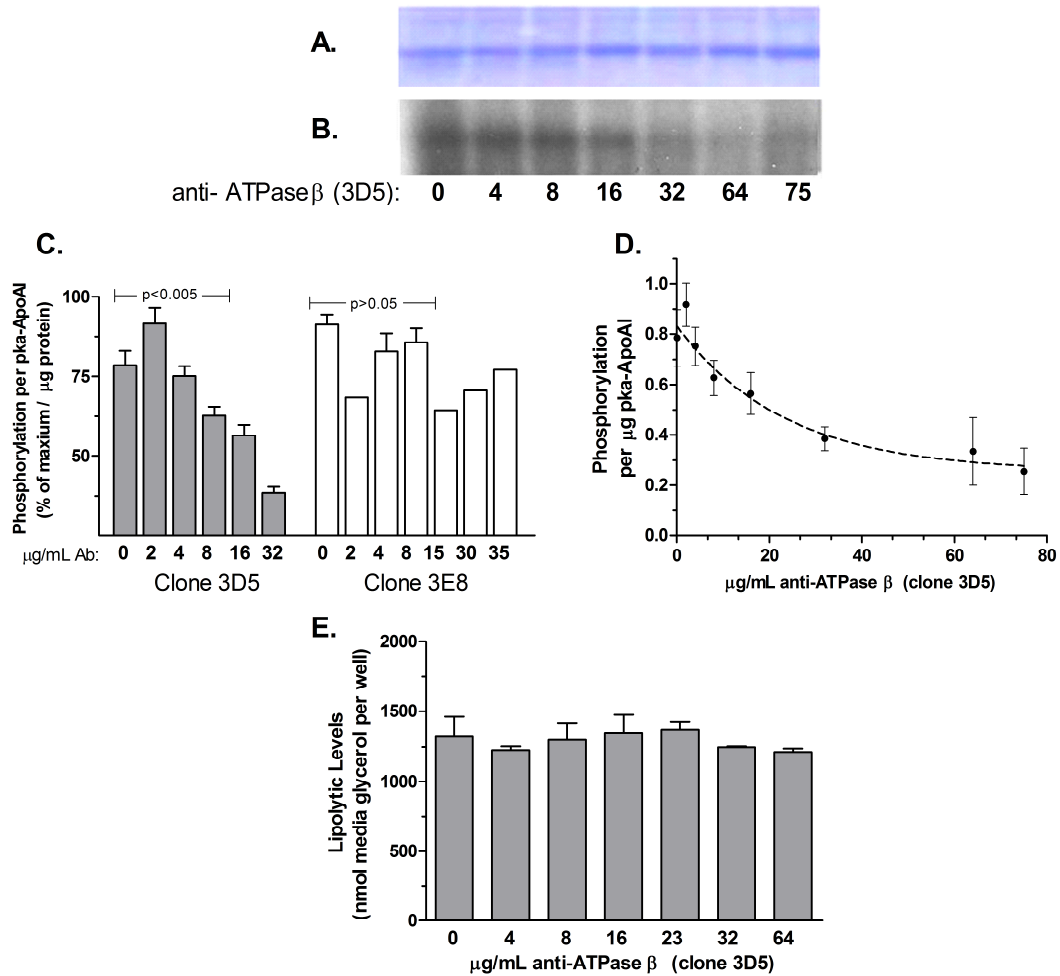 A.
B.
anti- ATPase β (3D5): 0 4 8 16 32 64 75
C.
Phosphorylation per pka-ApoAI
(% of maxium / μg protein)
100
75
50
p<0.005
p>0.05
μg/mL Ab: 0 2 4 8 16 32 0 2 4 8 15 30 35
Clone 3D5 Clone 3E8
D.
Phosphorylation
per μg pka-ApoAI
1.0
0.8
0.6
0.4
0.2
0.0
0 20 40 60 80
μg/mL anti-ATPase β (clone 3D5)
E.
Lipolytic Levels
(nmol media glycerol per well)
2000
1500
1000
500
0
0 4 8 16 23 32 64
μg/mL anti-ATPase β (clone 3D5)